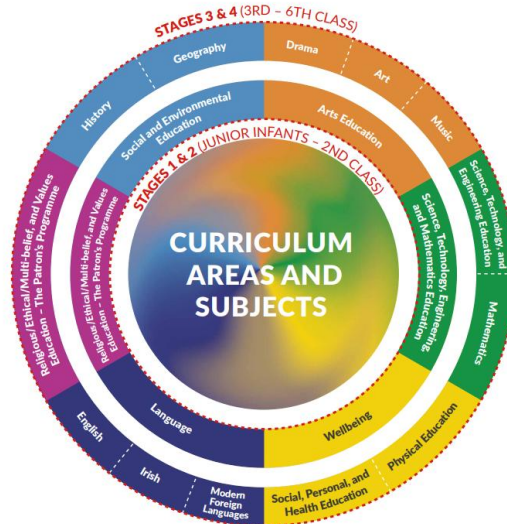 STAGES 3 & 4 (3RD – 6TH CLASS)
History
Geography
Drama
Art
Music
Social and Environmental
Education
Arts Education
STAGES 1 & 2 (JUNIOR INFANTS – 2ND CLASS)
Religious/Ethical/Multi-belief, and Values
Education – The Patron's Programme
Religious/Ethical/Multi-belief, and Values
Education – The Patron's Programme
CURRICULUM
AREAS AND
SUBJECTS
Science, Technology, Engineering,
and Mathematics Education
Science, Technology, and
Engineering Education
Mathematics
Language
Wellbeing
English
Irish
Modern
Foreign
Languages
Social, Personal, and
Health Education
Physical Education